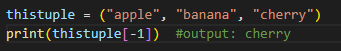 thistuple = ("apple", "banana", "cherry")
print(thistuple[-1])  #output: cherry